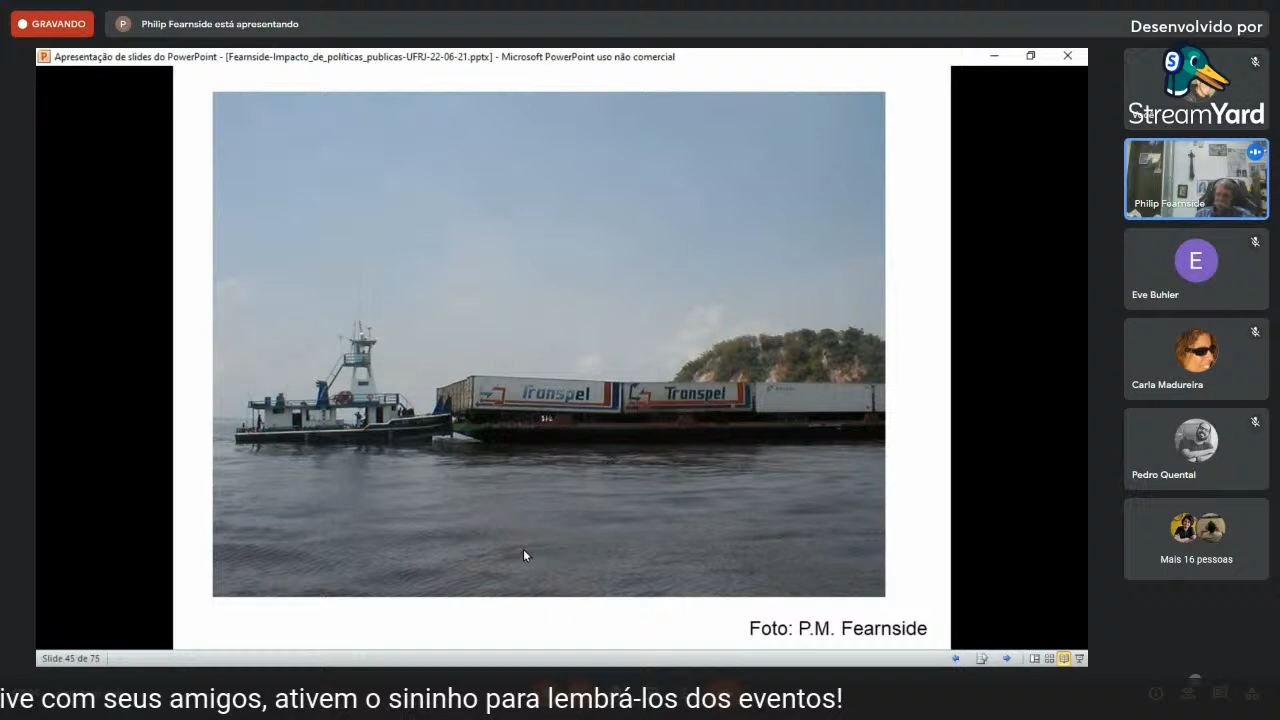 GRAVANDO
P
Philip Fearnside está apresentando
Desenvolvido por
StreamYard
Apresentação de slides do PowerPoint - [Fearnside-Impacto_de_políticas_publicas-UFRJ-22-06-21.pptx] - Microsoft PowerPoint uso não comercial
Transpel
Transpel
Philip Fearnside
E
Eve Buhler
Carla Madureira
Pedro Quental
Mais 16 pessoas
Foto: P.M. Fearnside
Slide 45 de 75
ive com seus amigos, ativem o sininho para lembrá-los dos eventos!